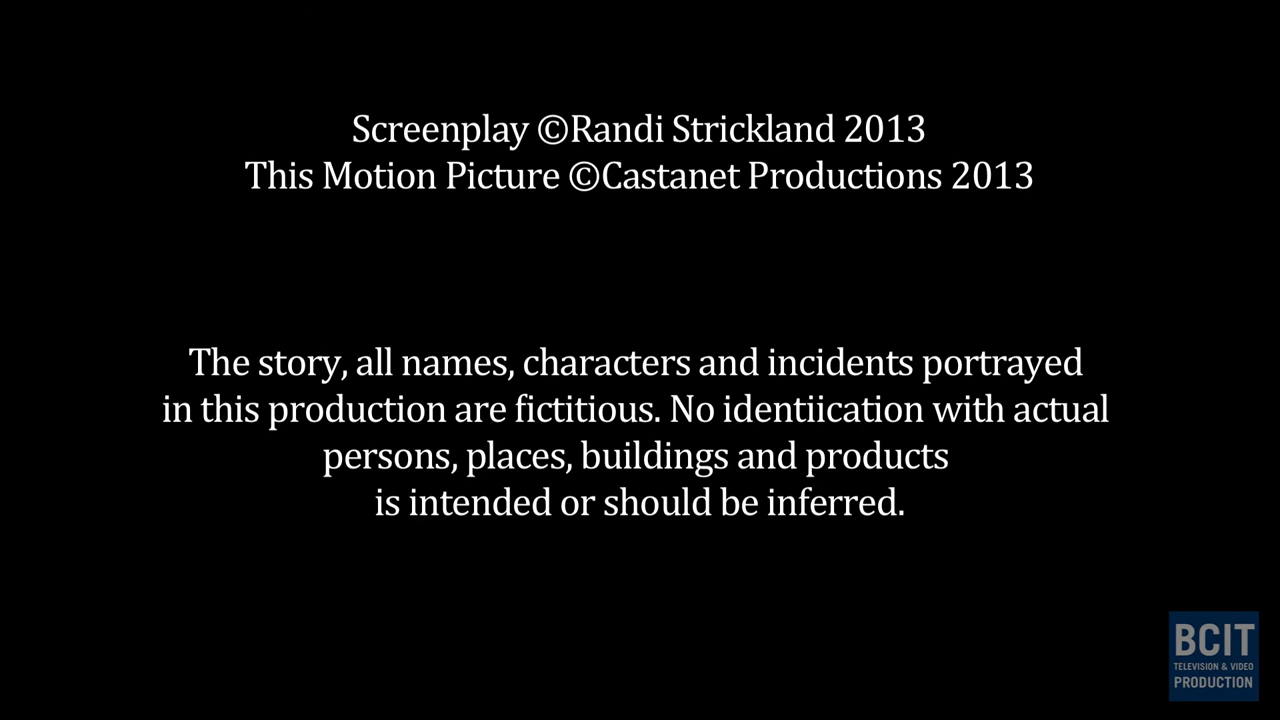 Screenplay ©Randi Strickland 2013
This Motion Picture ©Castanet Productions 2013
The story, all names, characters and incidents portrayed
in this production are fictitious. No identiication with actual
persons, places, buildings and products
is intended or should be inferred.
BCIT
TELEVISION & VIDEO
PRODUCTION